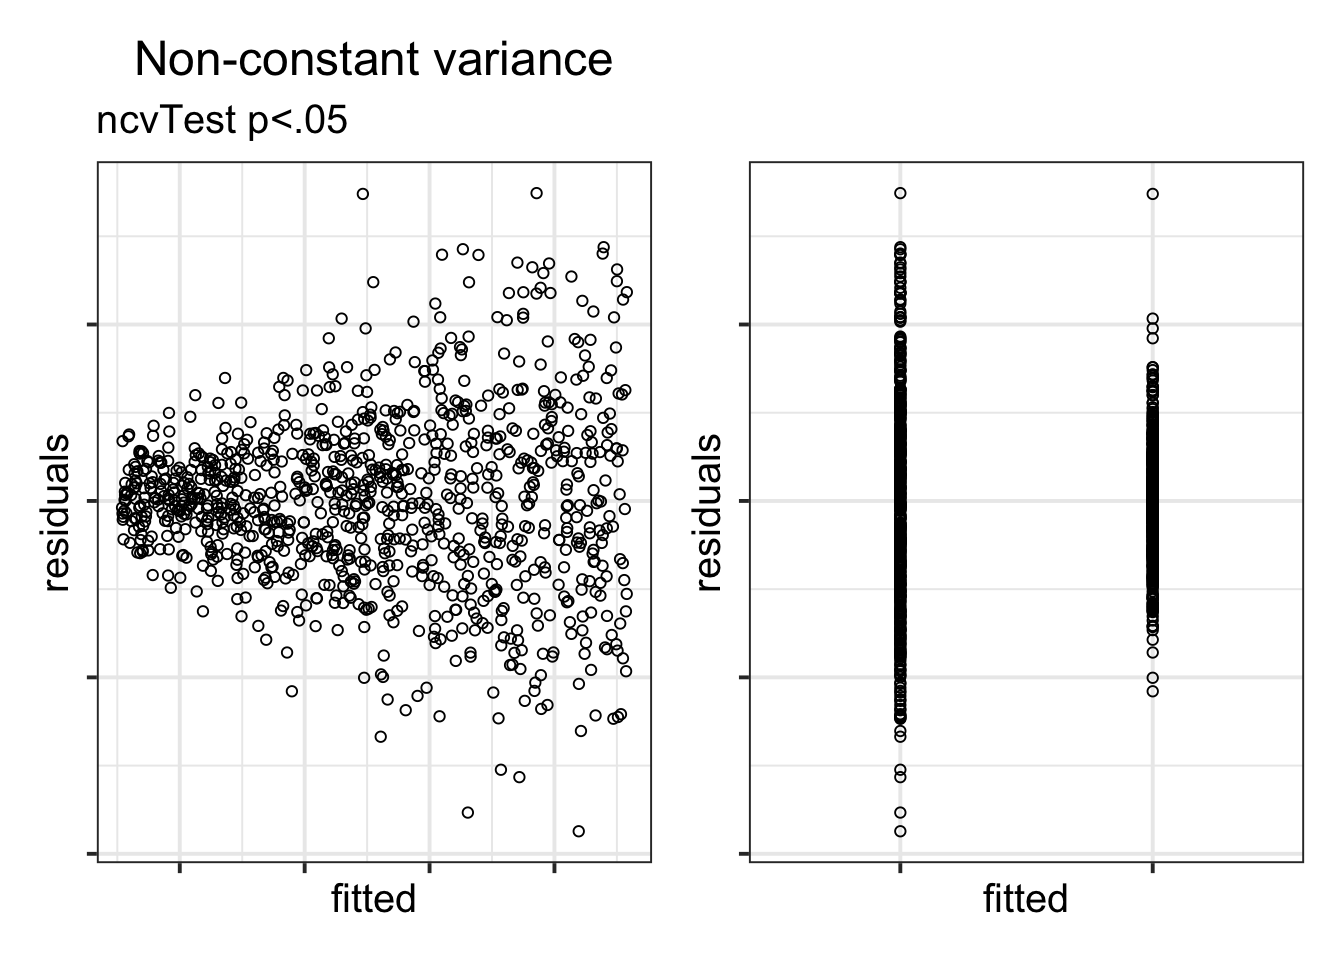 Non-constant variance
ncvTest p<.05
residuals
fitted
residuals
fitted